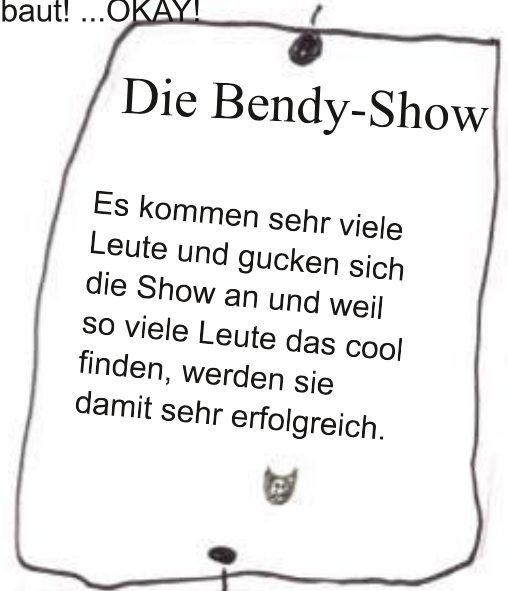 baut! ...OKAY!
Die Bendy-Show
Es kommen sehr viele
Leute und gucken sich
die Show an und weil
so viele Leute das cool
finden, werden sie
damit sehr erfolgreich.